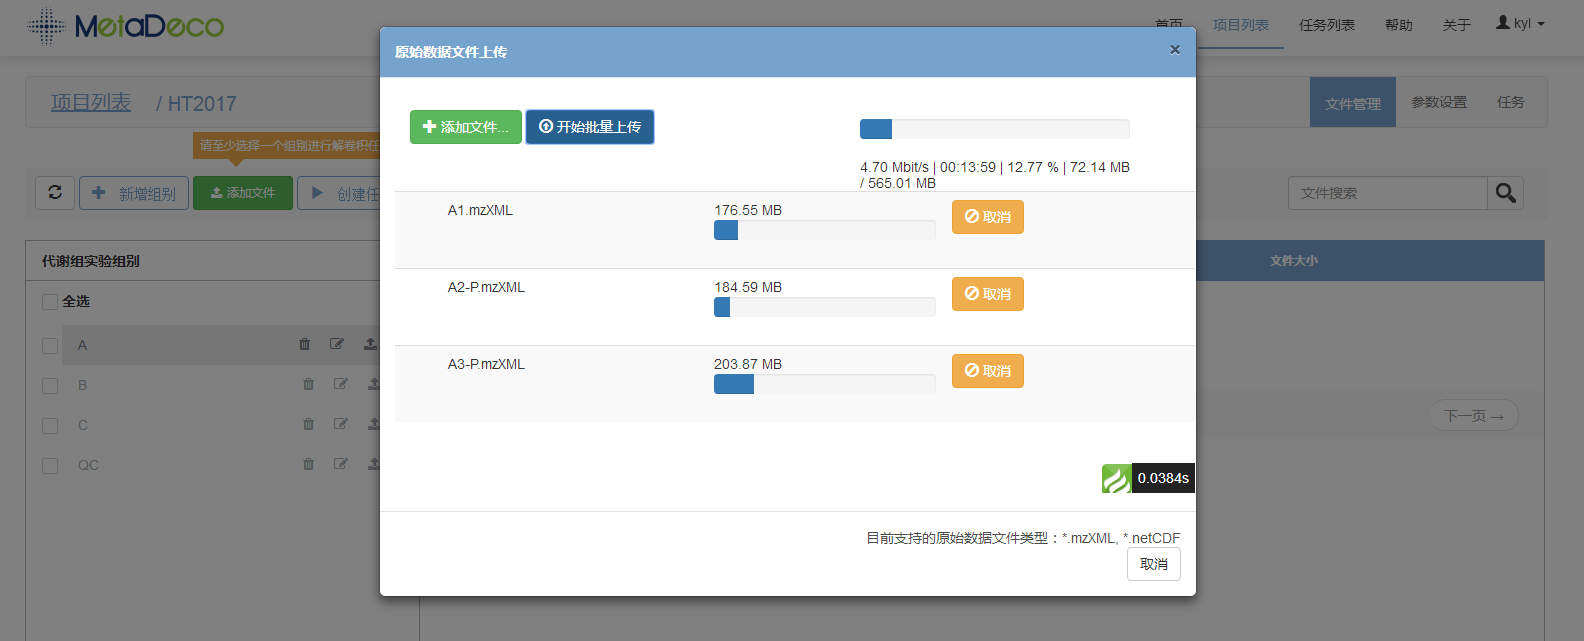 MetaDeco
首页 项目列表 任务列表 帮助 关于 kyl
原始数据文件上传 ×
项目列表 / HT2017
文件管理 参数设置 任务
请至少选择一个组别进行解卷积任
添加文件... 开始批量上传
4.70 Mbit/s | 00:13:59 | 12.77 % | 72.14 MB
/ 565.01 MB
新增组别 添加文件 创建任
文件搜索
A1.mzXML 176.55 MB 取消
代谢组实验组别
文件大小
A2-P.mzXML 184.59 MB 取消
全选
A
A3-P.mzXML 203.87 MB 取消
B
C
下一页 →
QC
0.0384s
目前支持的原始数据文件类型：*.mzXML, *.netCDF
取消